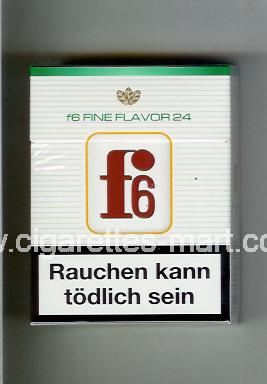 f6 FINE FLAVOR 24
f6
www.cigarettes-mart.com
Rauchen kann
tödlich sein